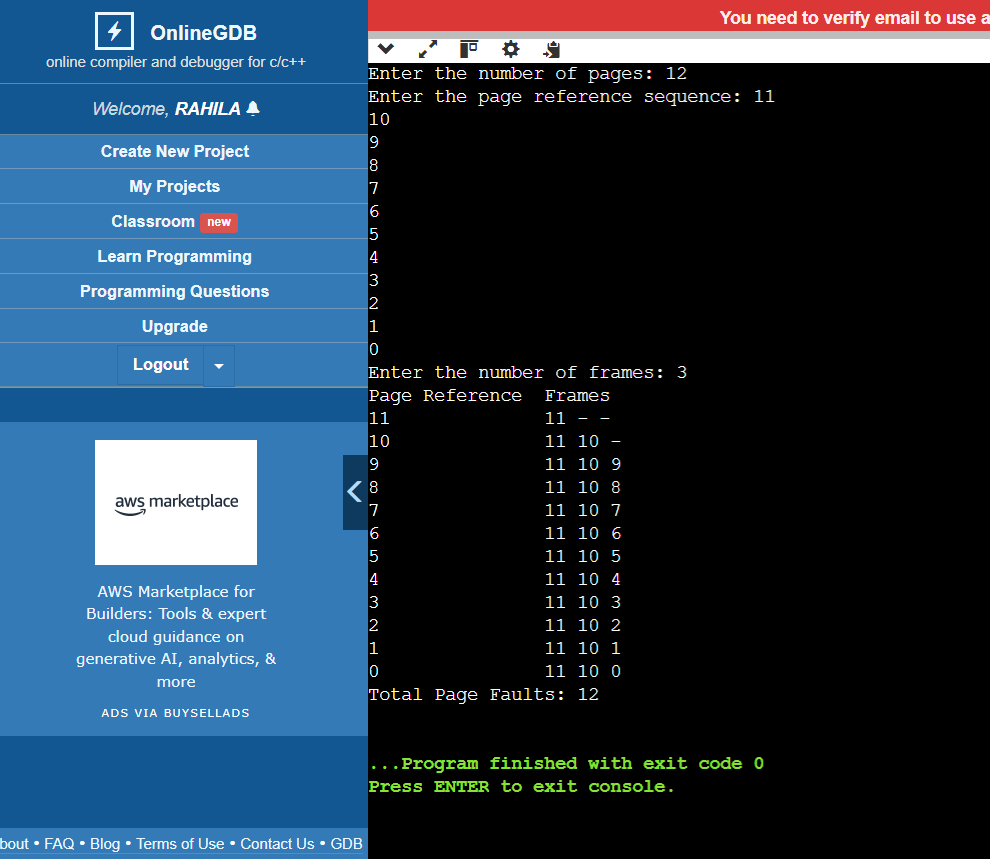 OnlineGDB
online compiler and debugger for c/c++
Welcome, RAHILA
Create New Project
My Projects
Classroom new
Learn Programming
Programming Questions
Upgrade
Logout
aws marketplace
AWS Marketplace for
Builders: Tools & expert
cloud guidance on
generative AI, analytics, &
more
ADS VIA BUYSELLADS
bout • FAQ • Blog • Terms of Use • Contact Us • GDB
You need to verify email to use a
Enter the number of pages: 12
Enter the page reference sequence: 11
10
9
8
7
6
5
4
3
2
1
0
Enter the number of frames: 3
Page Reference  Frames
11 11 - -
10 11 10 -
9 11 10 9
8 11 10 8
7 11 10 7
6 11 10 6
5 11 10 5
4 11 10 4
3 11 10 3
2 11 10 2
1 11 10 1
0 11 10 0
Total Page Faults: 12
...Program finished with exit code 0
Press ENTER to exit console.